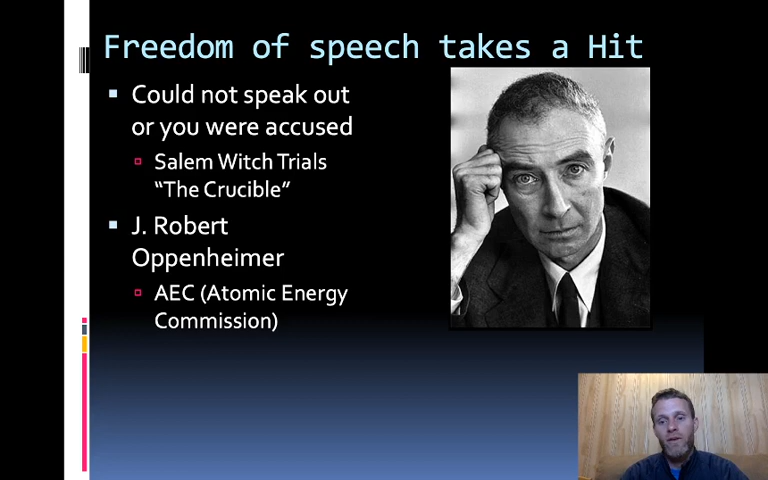 Freedom of speech takes a Hit
Could not speak out
or you were accused
Salem Witch Trials
“The Crucible”
J. Robert
Oppenheimer
AEC (Atomic Energy
Commission)